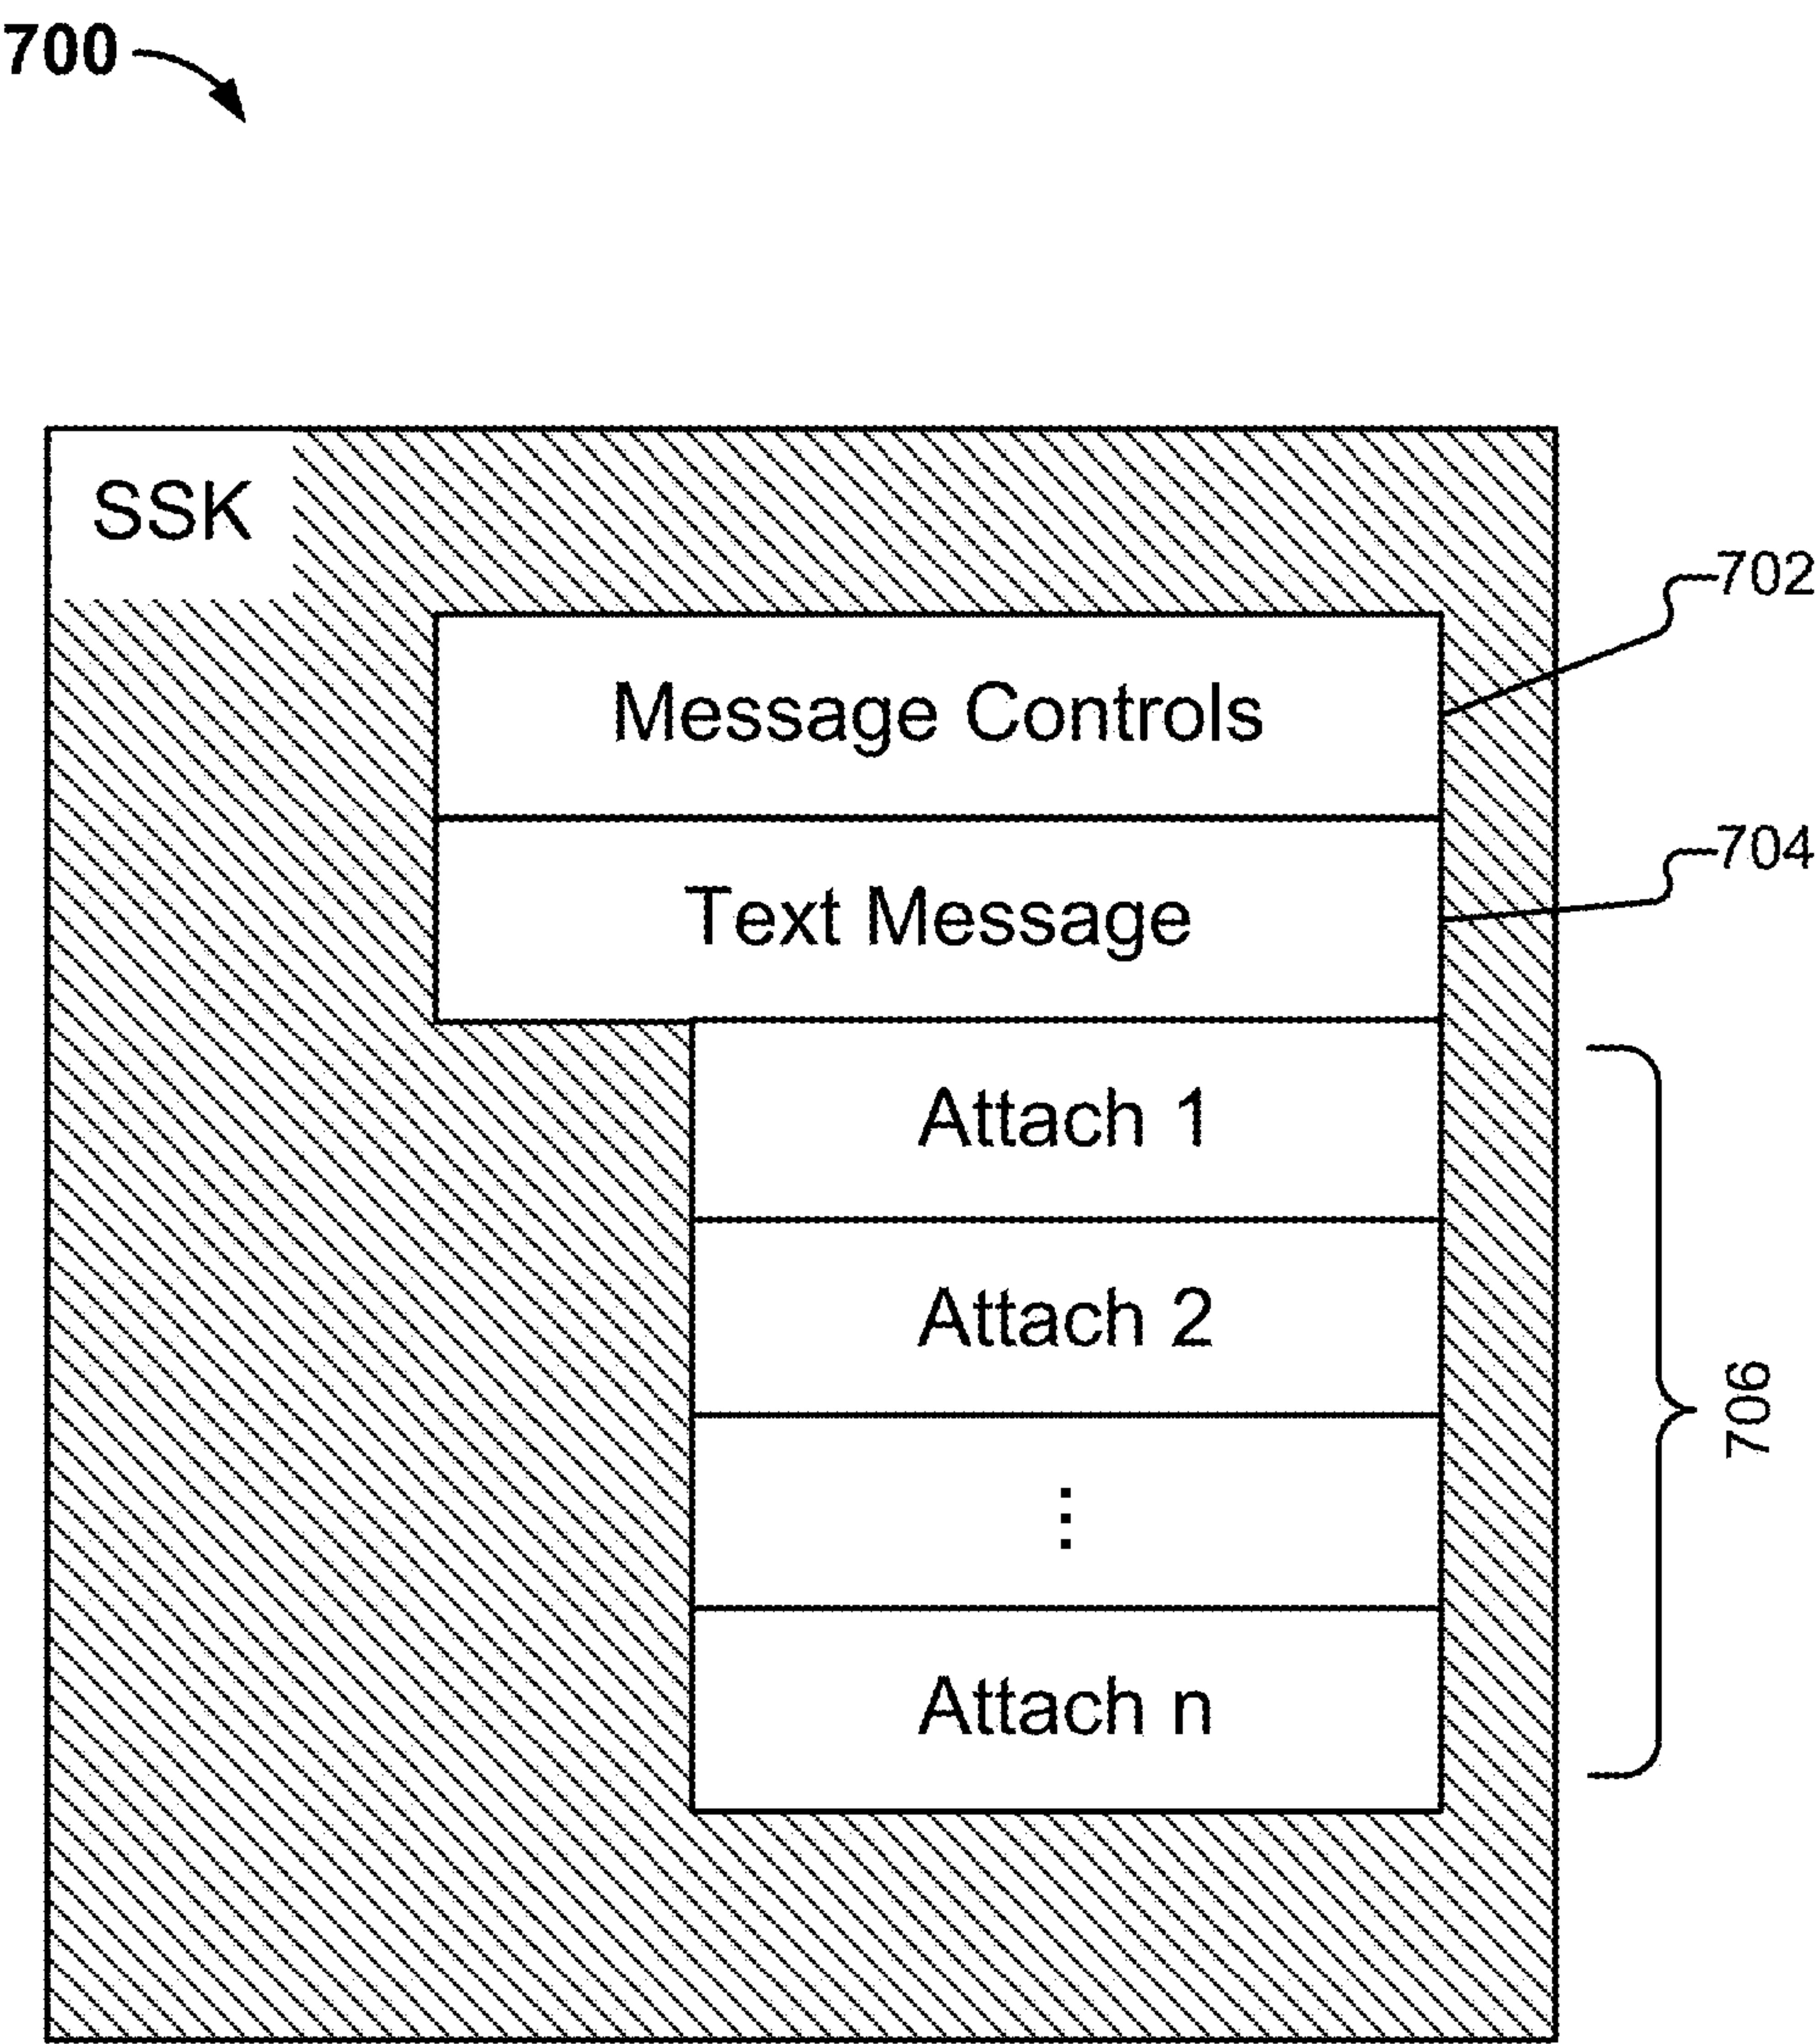 700
SSK
702
Message Controls
704
Text Message
Attach 1
Attach 2
706
⋮
Attach n